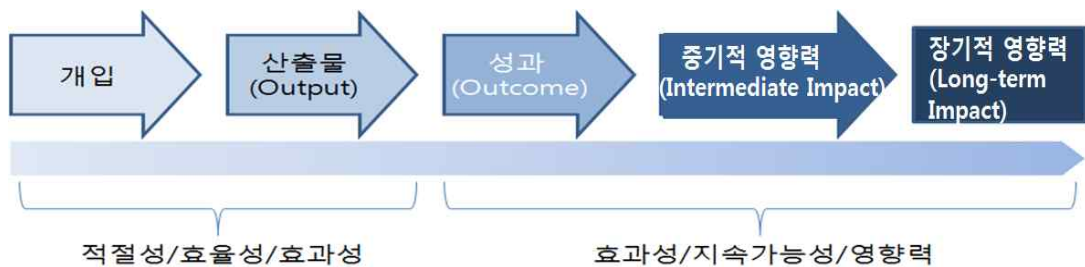 개입
산출물
(Output)
성과
(Outcome)
중기적 영향력
(Intermediate Impact)
장기적 영향력
(Long-term
Impact)
적절성/효율성/효과성
효과성/지속가능성/영향력